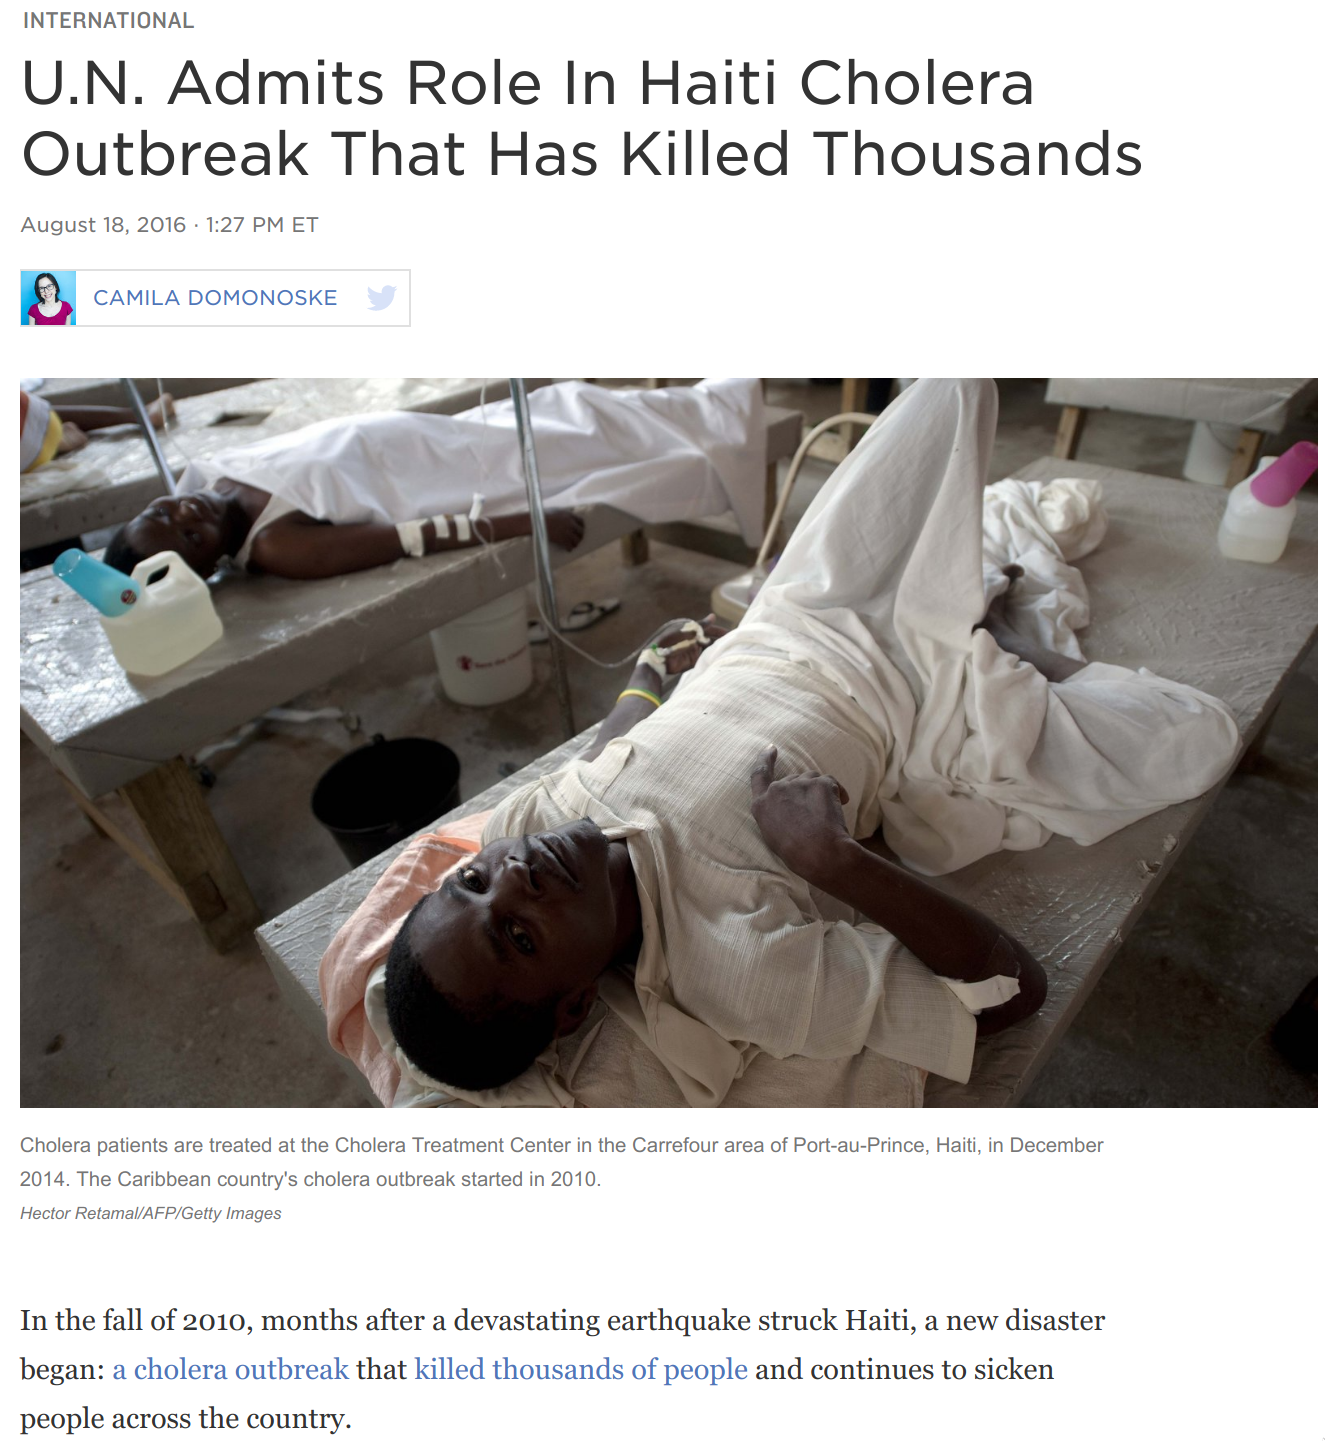 INTERNATIONAL
U.N. Admits Role In Haiti Cholera
Outbreak That Has Killed Thousands
August 18, 2016 · 1:27 PM ET
CAMILA DOMONOSKE
Save the Children
Cholera patients are treated at the Cholera Treatment Center in the Carrefour area of Port-au-Prince, Haiti, in December
2014. The Caribbean country's cholera outbreak started in 2010.
Hector Retamal/AFP/Getty Images
In the fall of 2010, months after a devastating earthquake struck Haiti, a new disaster
began: a cholera outbreak that killed thousands of people and continues to sicken
people across the country.